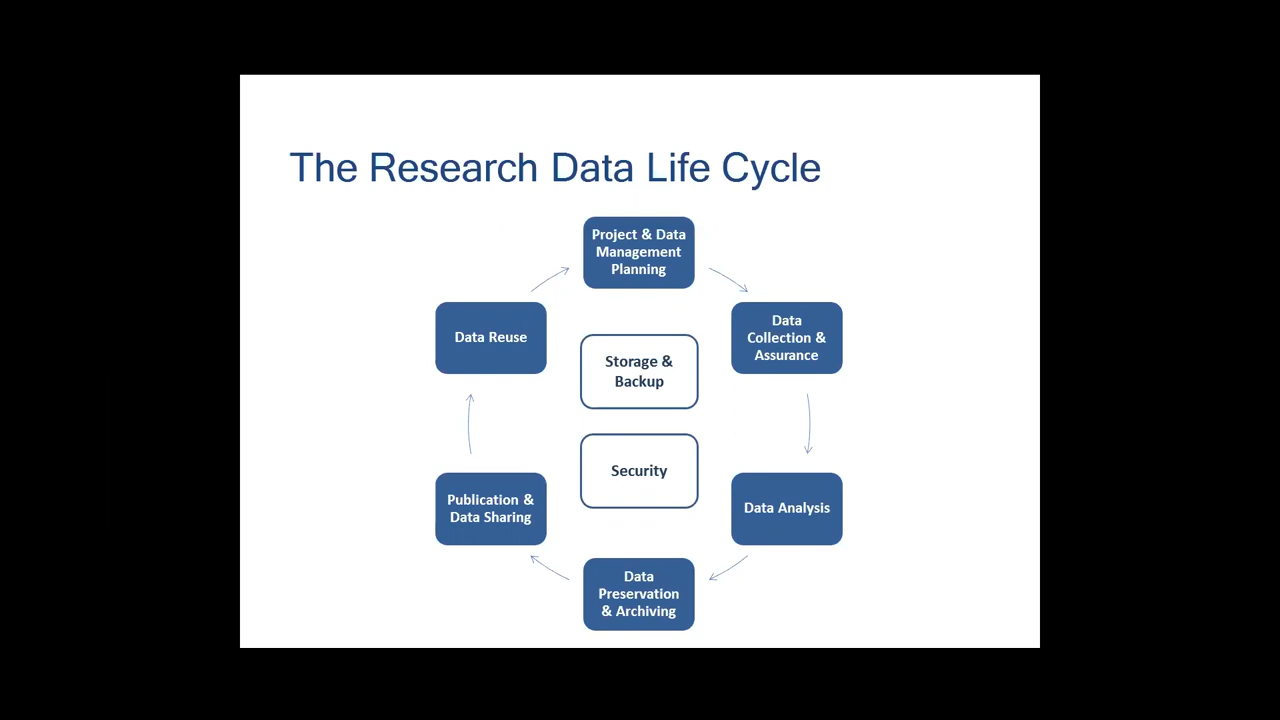 The Research Data Life Cycle
Project & Data
Management
Planning
Data
Collection &
Assurance
Data Analysis
Data
Preservation
& Archiving
Publication &
Data Sharing
Data Reuse
Storage &
Backup
Security